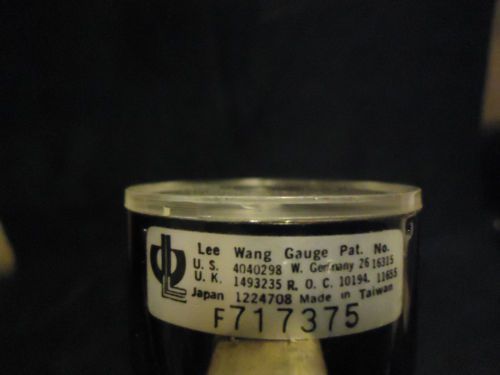 Lee Wang Gauge Pat. No.
U. S. 4040298 W. Germany 26 16315
U. K. 1493235 R. O. C. 10194. 11655
Japan 1224708 Made in Taiwan
F717375